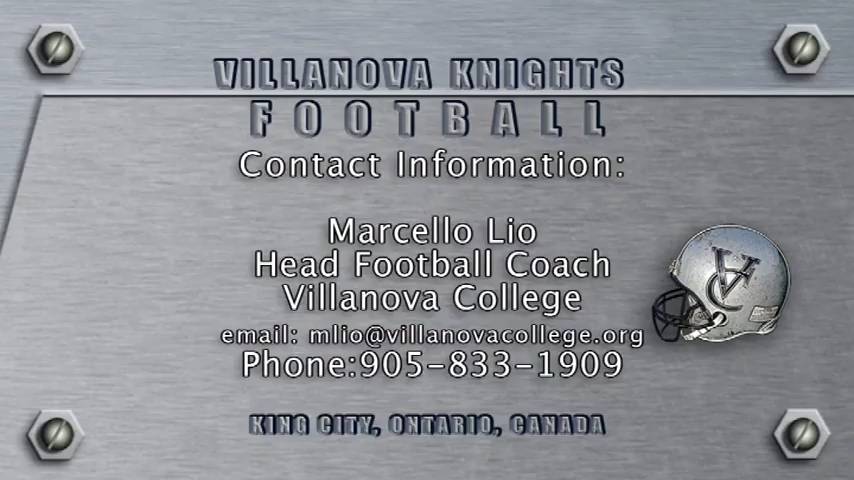 VILLANOVA KNIGHTS
FOOTBALL
Contact Information:
Marcello Lio
Head Football Coach
Villanova College
email: mlio@villanovacollege.org
Phone:905-833-1909
KING CITY, ONTARIO, CANADA
VC